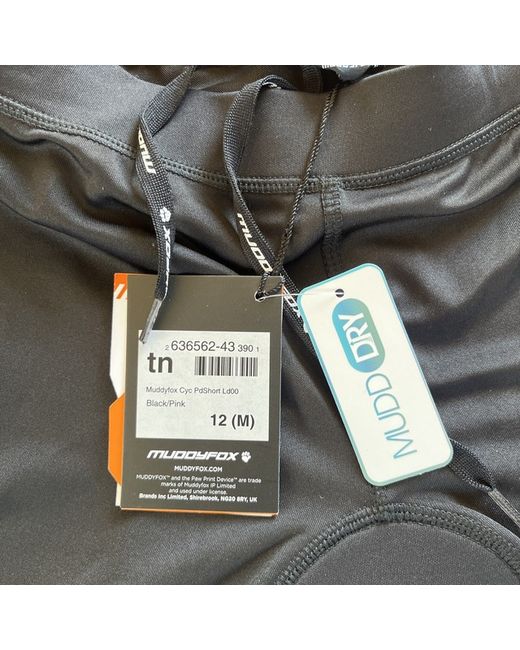 2 636562-43 390 1
tn
Muddyfox Cyc PdShort Ld00
Black/Pink
12 (M)
MUDDYFOX
MUDDYFOX.COM
MUDDYFOX™ and the Paw Print Device™ are trade
marks of Muddyfox IP Limited
and used under license.
Brands Inc Limited, Shirebrook, NG20 8RY, UK
MUDD DRY
MUDDYFOX